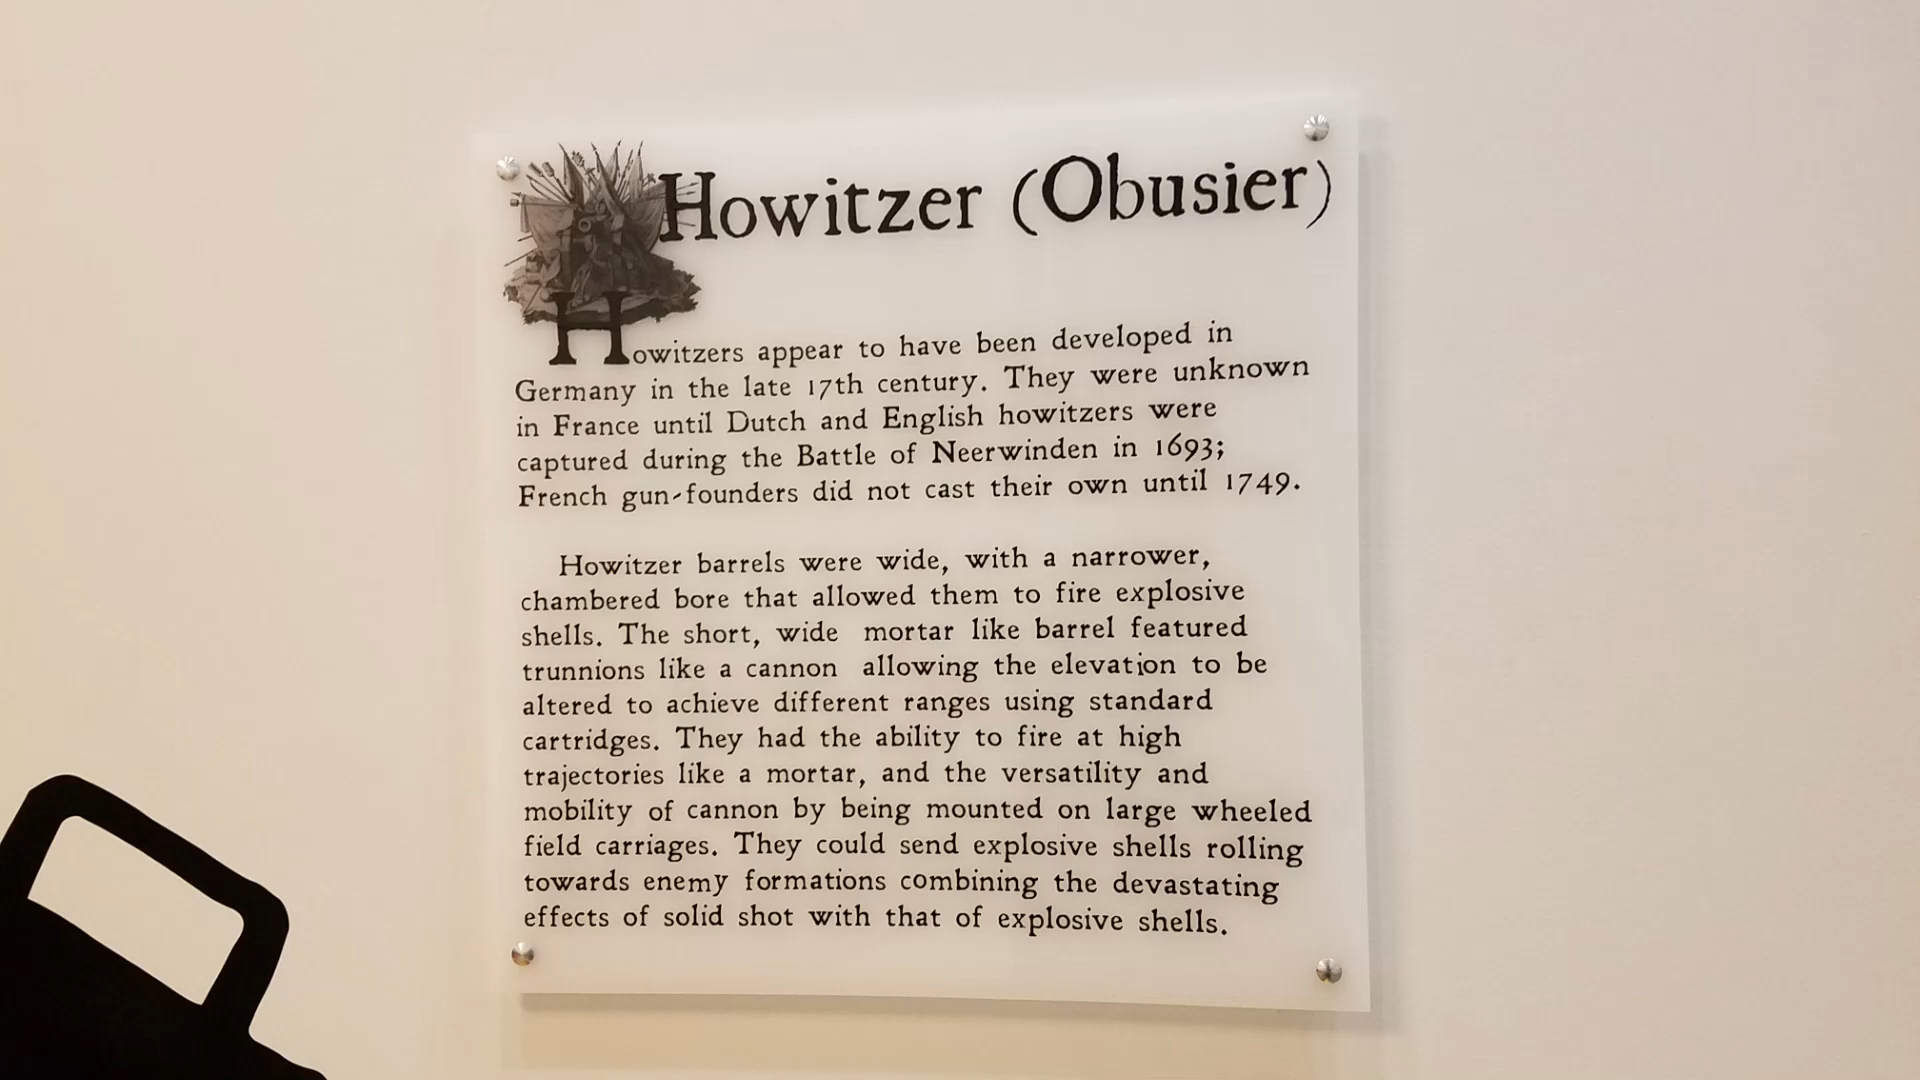 Howitzer (Obusier)
Howitzers appear to have been developed in
Germany in the late 17th century. They were unknown
in France until Dutch and English howitzers were
captured during the Battle of Neerwinden in 1693;
French gun-founders did not cast their own until 1749.
Howitzer barrels were wide, with a narrower,
chambered bore that allowed them to fire explosive
shells. The short, wide mortar like barrel featured
trunnions like a cannon allowing the elevation to be
altered to achieve different ranges using standard
cartridges. They had the ability to fire at high
trajectories like a mortar, and the versatility and
mobility of cannon by being mounted on large wheeled
field carriages. They could send explosive shells rolling
towards enemy formations combining the devastating
effects of solid shot with that of explosive shells.